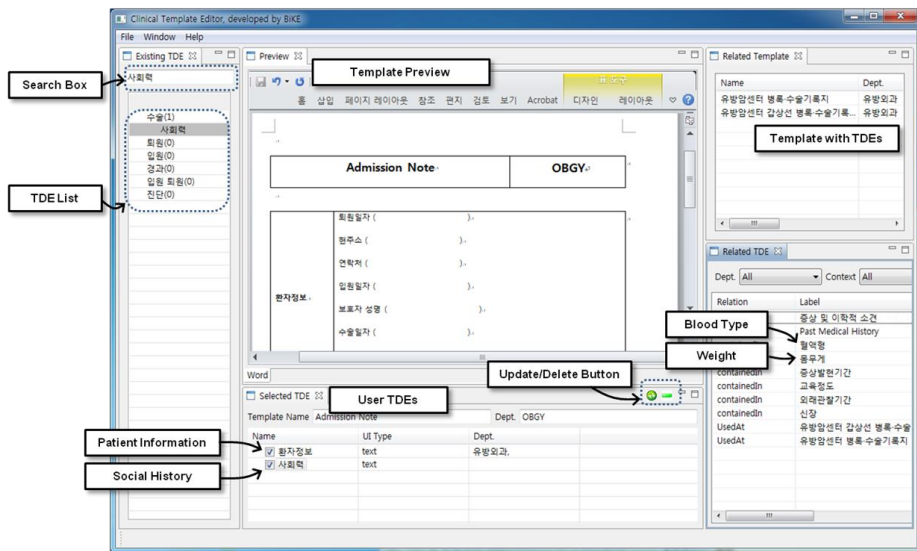 Clinical Template Editor, developed by BiKE
File Window Help
Existing TDE
Search Box
사회력
TDE List
수술(1)
사회력
퇴원(0)
입원(0)
경과(0)
입원 퇴원(0)
진단(0)
Preview
Template Preview
홈 삽입 페이지 레이아웃 참조 편지 검토 보기 Acrobat 디자인 레이아웃
Admission Note OBGY
환자정보
퇴원일자 ( ).
현주소 ( ).
연락처 ( ).
입원일자 ( ).
보호자 성명 ( ).
수술일자 ( ).
Word
Update/Delete Button
Selected TDE
User TDEs
Template Name Admission Note Dept. OBGY
Name UI Type Dept.
환자정보 text 유방외과,
사회력 text
Patient Information
Social History
Related Template
Name Dept.
유방암센터 병록-수술기록지 유방외과
유방암센터 갑상선 병록-수술기록... 유방외과
Template with TDEs
Related TDE
Dept. All Context All
Relation Label
증상 및 이학적 소견
Past Medical History
Blood Type
혈액형
Weight
몸무게
containedIn 증상발현기간
containedIn 교육정도
containedIn 외래관찰기간
containedIn 신장
UsedAt 유방암센터 갑상선 병록-수술
UsedAt 유방암센터 병록-수술기록지